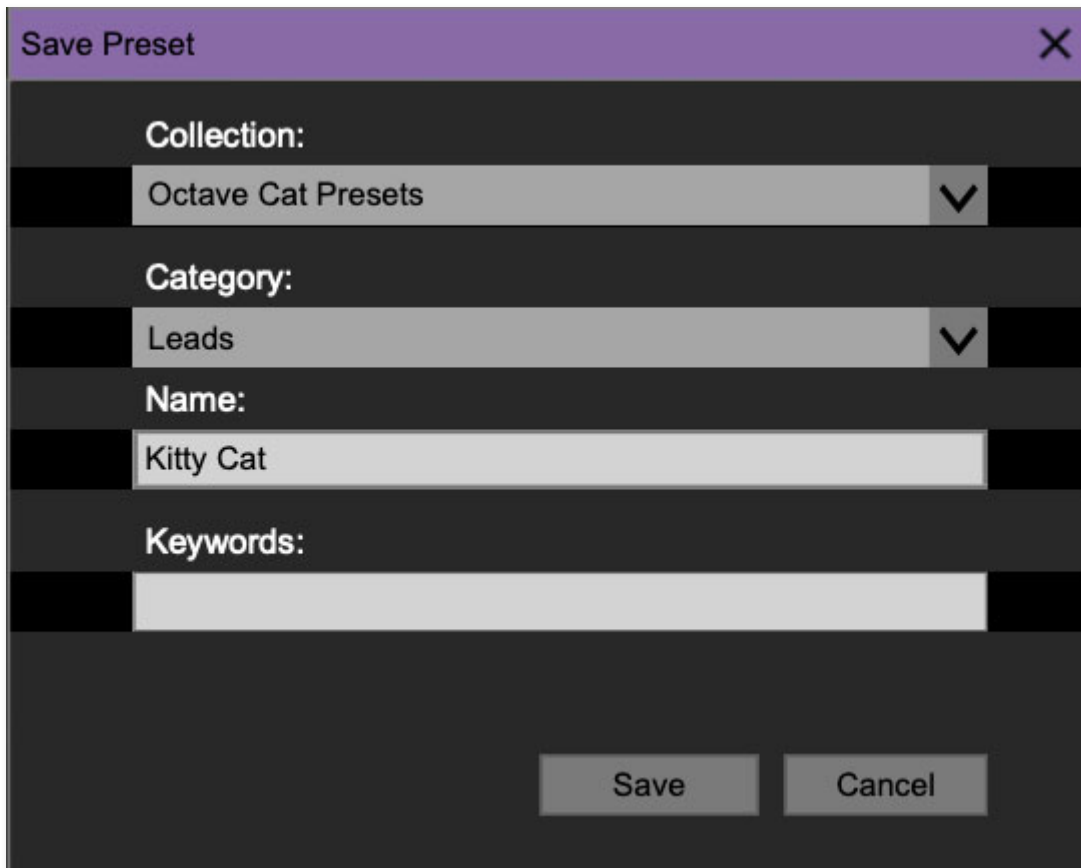 Save Preset
Collection:
Octave Cat Presets
Category:
Leads
Name:
Kitty Cat
Keywords:
Save Cancel